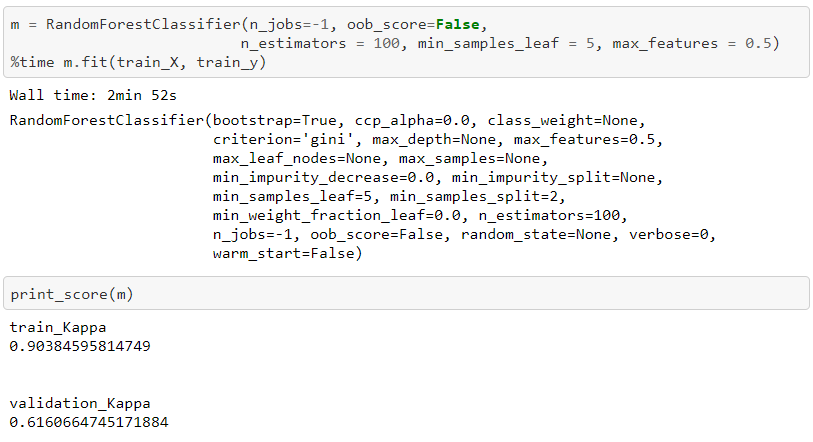 m = RandomForestClassifier(n_jobs=-1, oob_score=False,
n_estimators = 100, min_samples_leaf = 5, max_features = 0.5)
%time m.fit(train_X, train_y)
Wall time: 2min 52s
RandomForestClassifier(bootstrap=True, ccp_alpha=0.0, class_weight=None,
criterion='gini', max_depth=None, max_features=0.5,
max_leaf_nodes=None, max_samples=None,
min_impurity_decrease=0.0, min_impurity_split=None,
min_samples_leaf=5, min_samples_split=2,
min_weight_fraction_leaf=0.0, n_estimators=100,
n_jobs=-1, oob_score=False, random_state=None, verbose=0,
warm_start=False)
print_score(m)
train_Kappa
0.90384595814749
validation_Kappa
0.6160664745171884